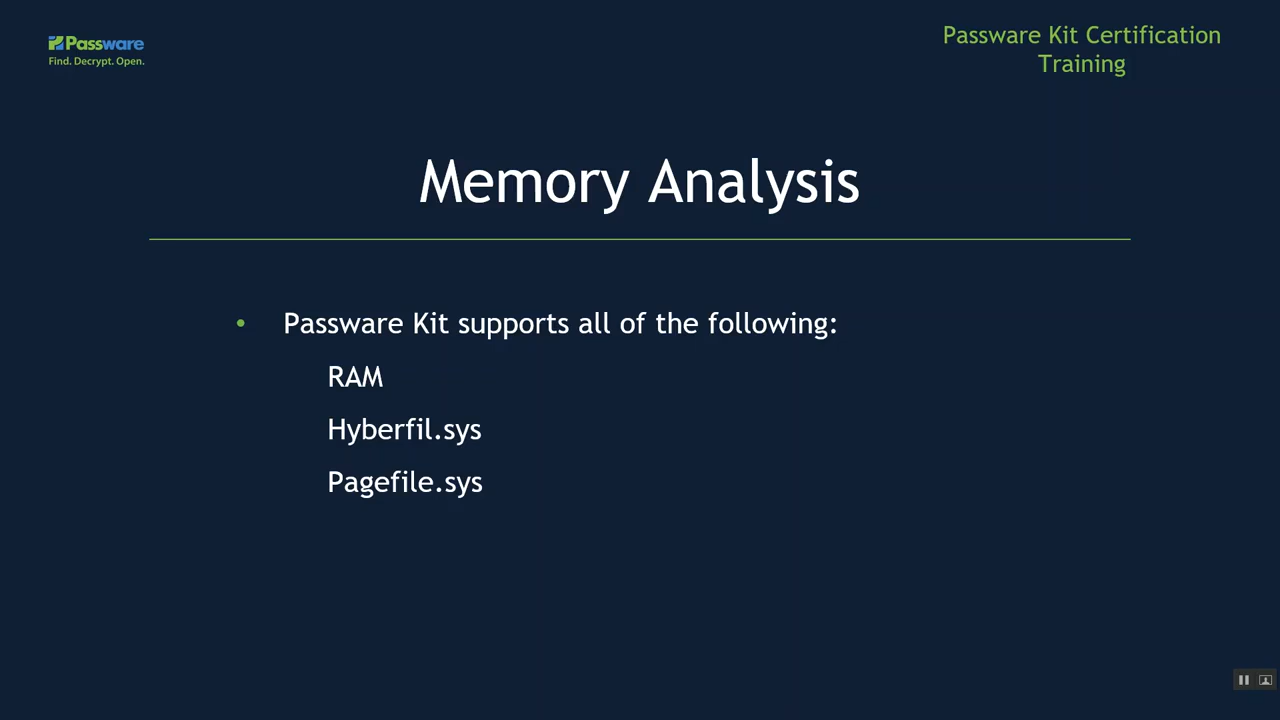 Passware
Find. Decrypt. Open.
Passware Kit Certification
Training
Memory Analysis
• Passware Kit supports all of the following:
RAM
Hyberfil.sys
Pagefile.sys